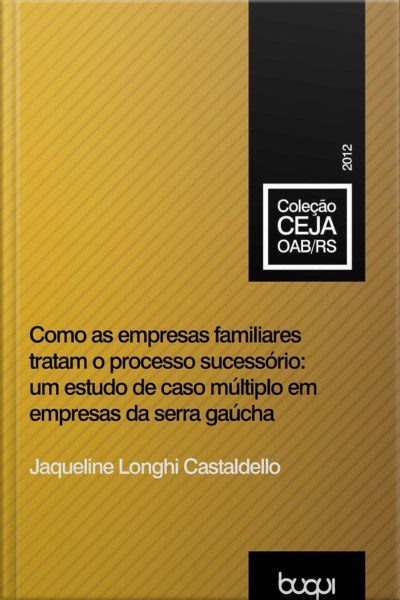 2012
Coleção
CEJA
OAB/RS
Como as empresas familiares
tratam o processo sucessório:
um estudo de caso múltiplo em
empresas da serra gaúcha
Jaqueline Longhi Castaldello
buqui